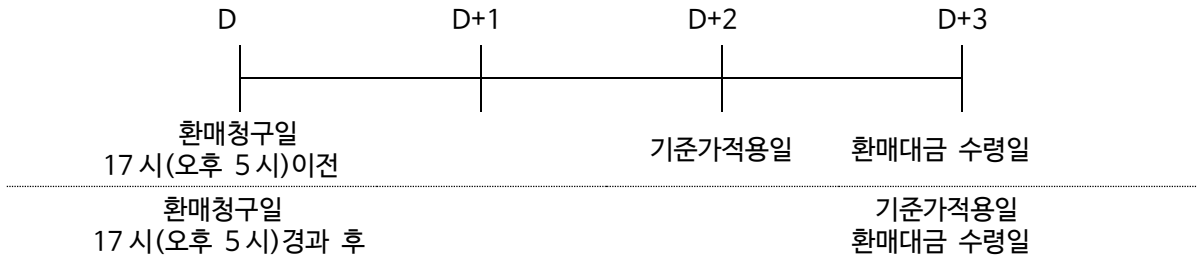 D D+1 D+2 D+3
환매청구일
17시(오후 5시)이전
기준가적용일 환매대금 수령일
환매청구일
17시(오후 5시)경과 후
기준가적용일
환매대금 수령일